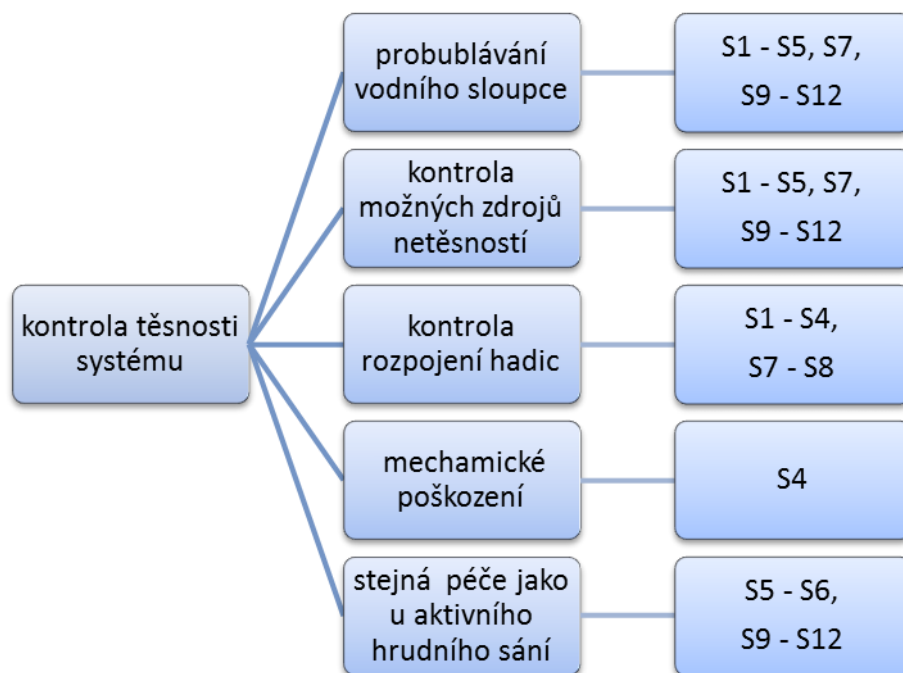 probublávání
vodního sloupce
S1 - S5, S7,
S9 - S12
kontrola
možných zdrojů
netěsností
S1 - S5, S7,
S9 - S12
kontrola těsnosti
systému
kontrola
rozpojení hadic
S1 - S4,
S7 - S8
mechamické
poškození
S4
stejná péče jako
u aktivního
hrudního sání
S5 - S6,
S9 - S12